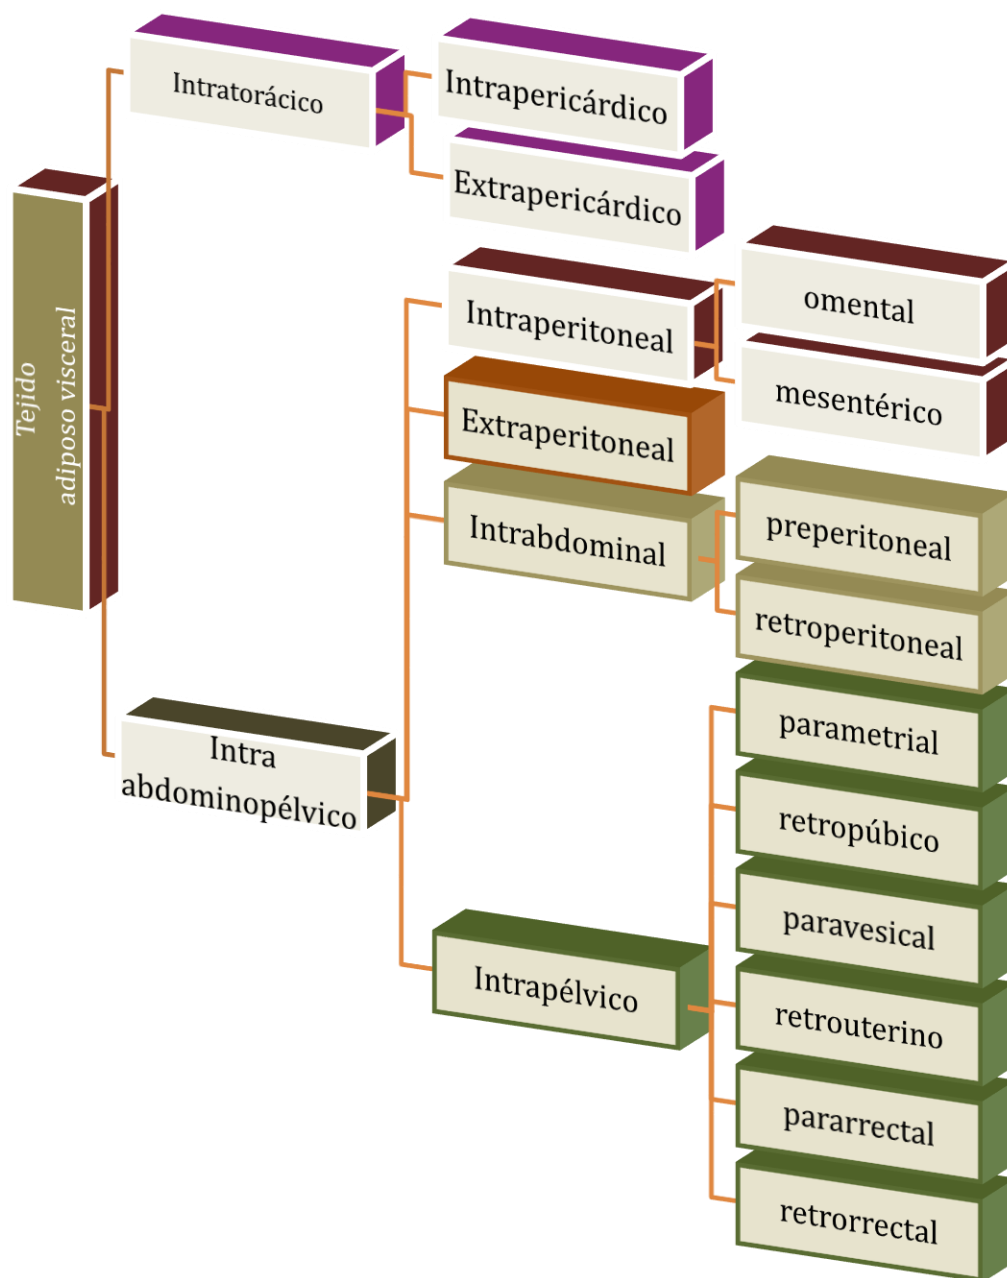 Tejido
adiposo visceral
Intratorácico
Intrapericárdico
Extrapericárdico
Intra
abdominopélvico
Intraperitoneal
omental
mesentérico
Extraperitoneal
Intrabdominal
preperitoneal
retroperitoneal
Intrapélvico
parametrial
retropúbico
paravesical
retrouterino
pararrectal
retrorrectal